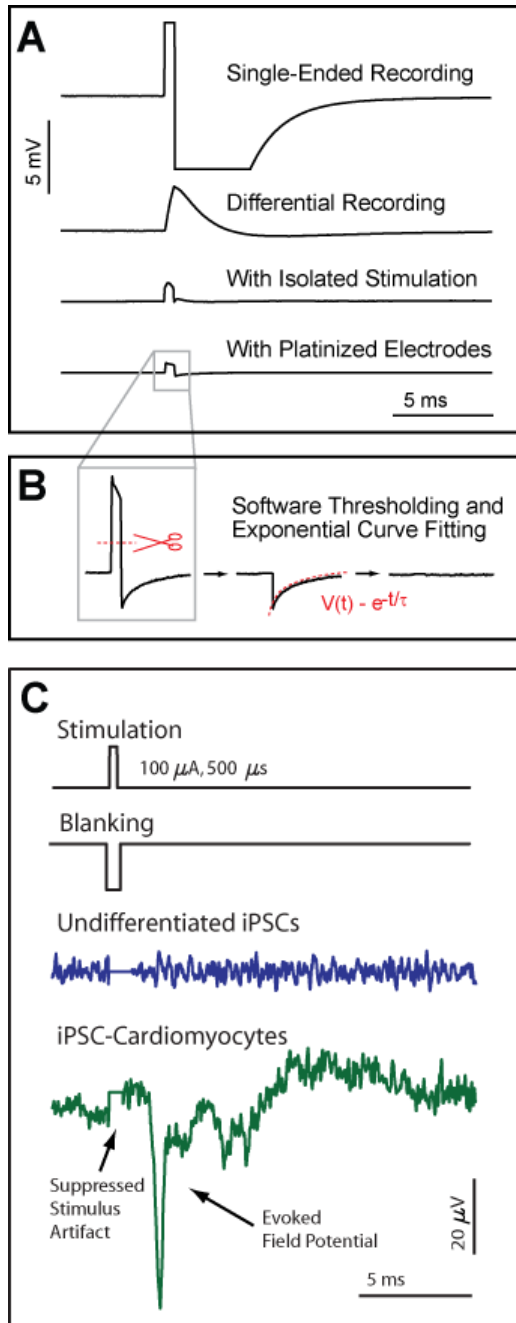 A
Single-Ended Recording
5 mV
Differential Recording
With Isolated Stimulation
With Platinized Electrodes
5 ms
B
Software Thresholding and
Exponential Curve Fitting
V(t) - e^-t/τ
C
Stimulation
100 µA, 500 µs
Blanking
Undifferentiated iPSCs
iPSC-Cardiomyocytes
Suppressed
Stimulus
Artifact
Evoked
Field Potential
20 µV
5 ms